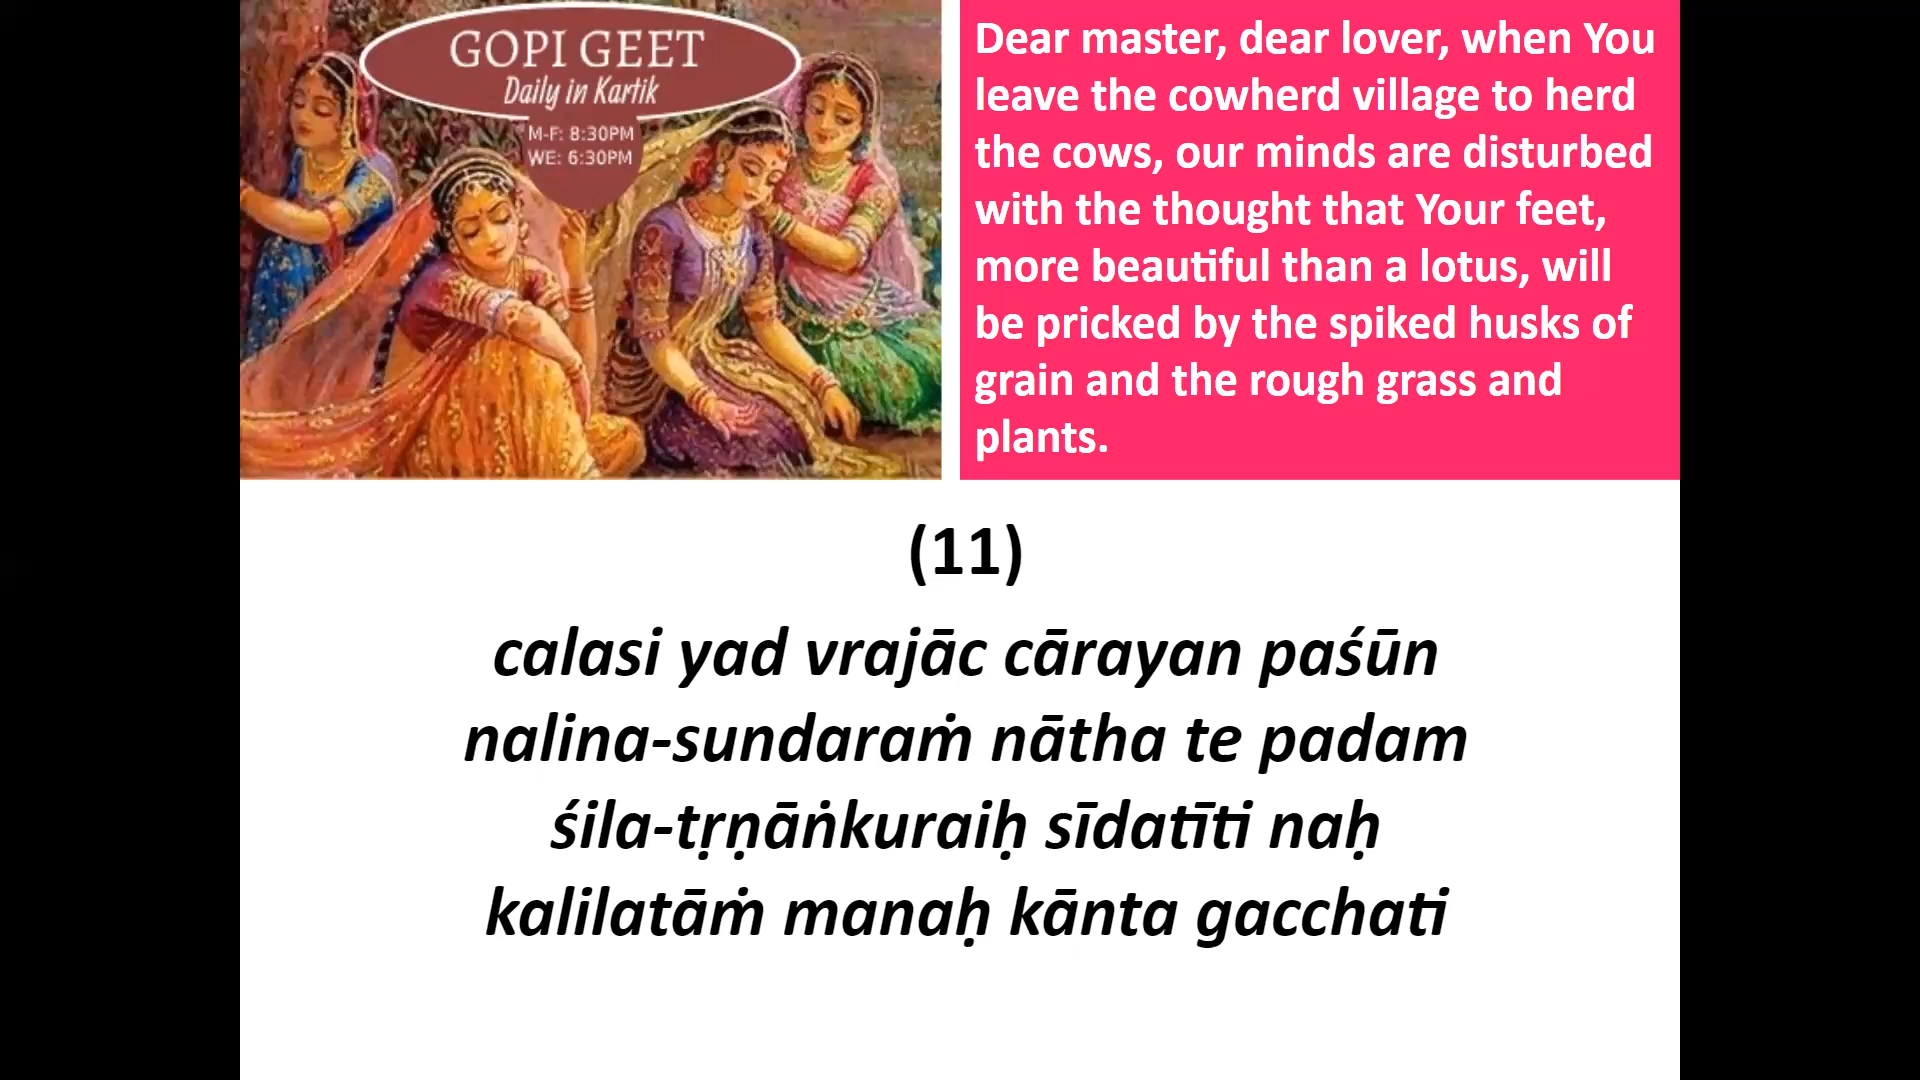 GOPI GEET
Daily in Kartik
M-F: 8:30PM
WE: 6:30PM
Dear master, dear lover, when You
leave the cowherd village to herd
the cows, our minds are disturbed
with the thought that Your feet,
more beautiful than a lotus, will
be pricked by the spiked husks of
grain and the rough grass and
plants.
(11)
calasi yad vrajāc cārayan paśūn
nalina-sundaraṁ nātha te padam
śila-tṛṇāṅkuraiḥ sīdatīti naḥ
kalilatāṁ manaḥ kānta gacchati